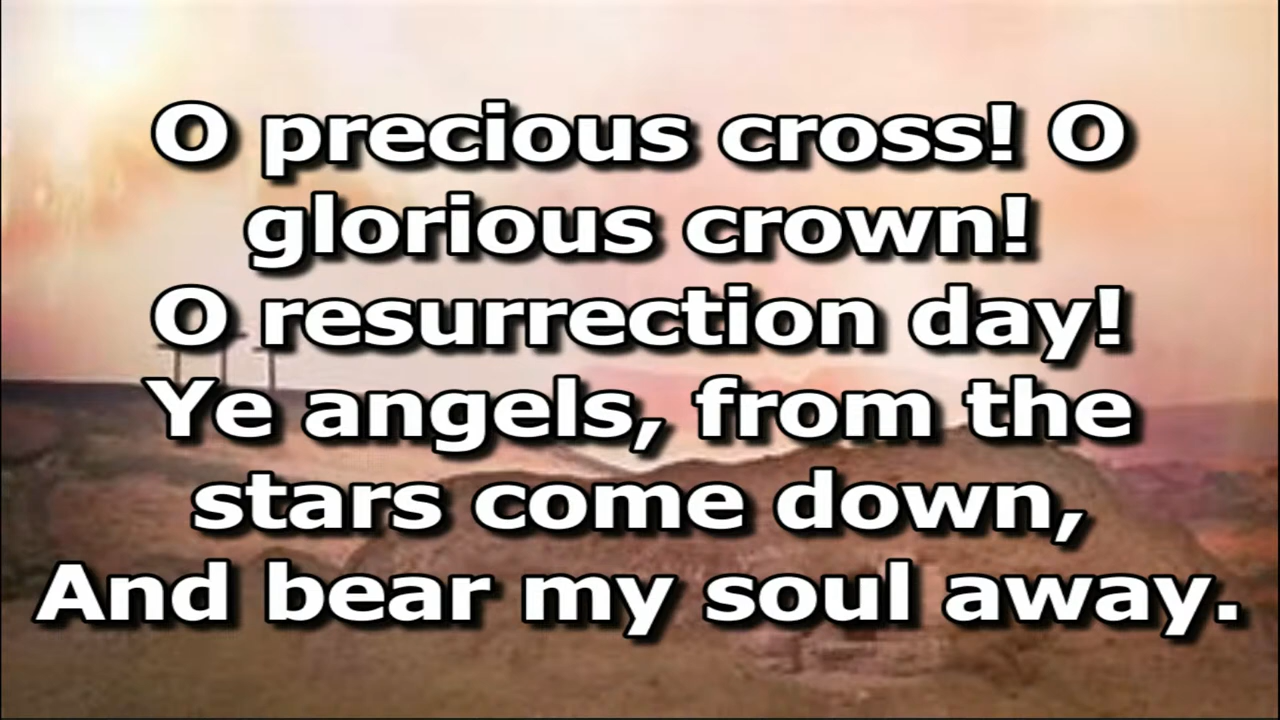 O precious cross! O
glorious crown!
O resurrection day!
Ye angels, from the
stars come down,
And bear my soul away.